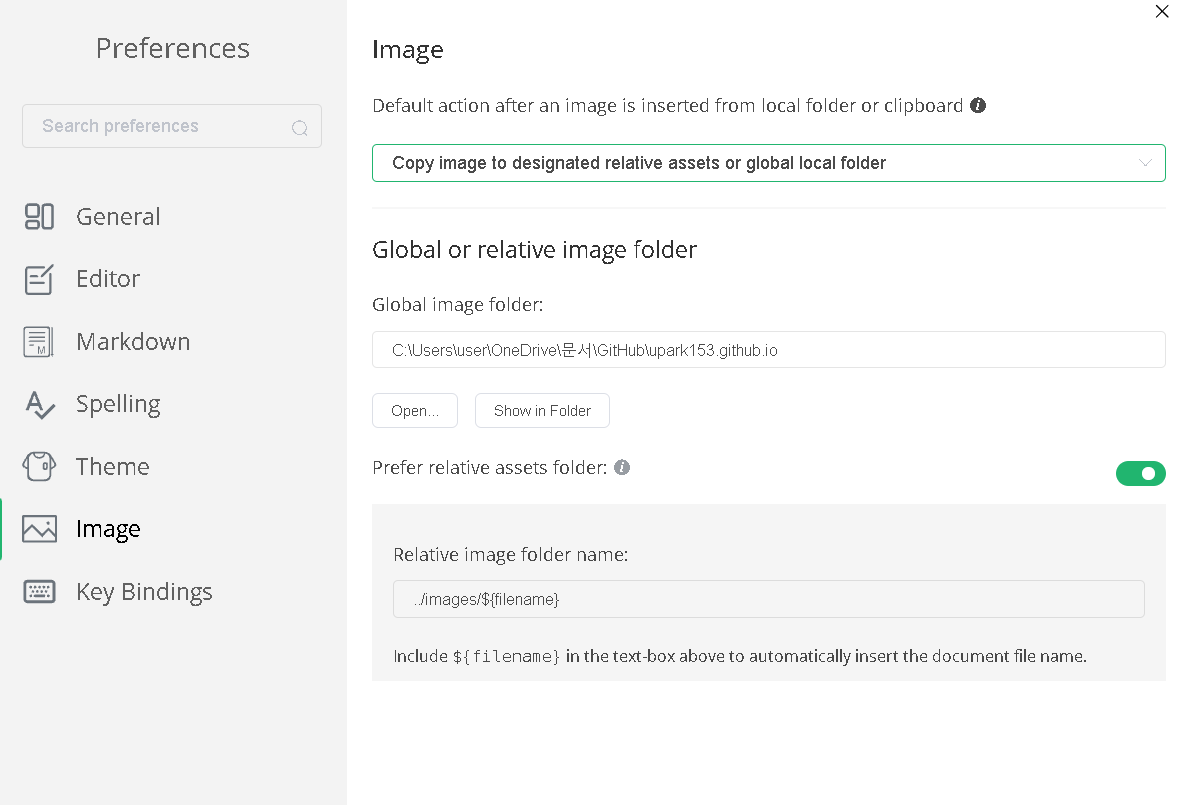 Preferences
Search preferences
General
Editor
Markdown
Spelling
Theme
Image
Key Bindings
Image
Default action after an image is inserted from local folder or clipboard
Copy image to designated relative assets or global local folder
Global or relative image folder
Global image folder:
C:\Users\user\OneDrive\문서\GitHub\upark153.github.io
Open...
Show in Folder
Prefer relative assets folder:
Relative image folder name:
../images/${filename}
Include ${filename} in the text-box above to automatically insert the document file name.